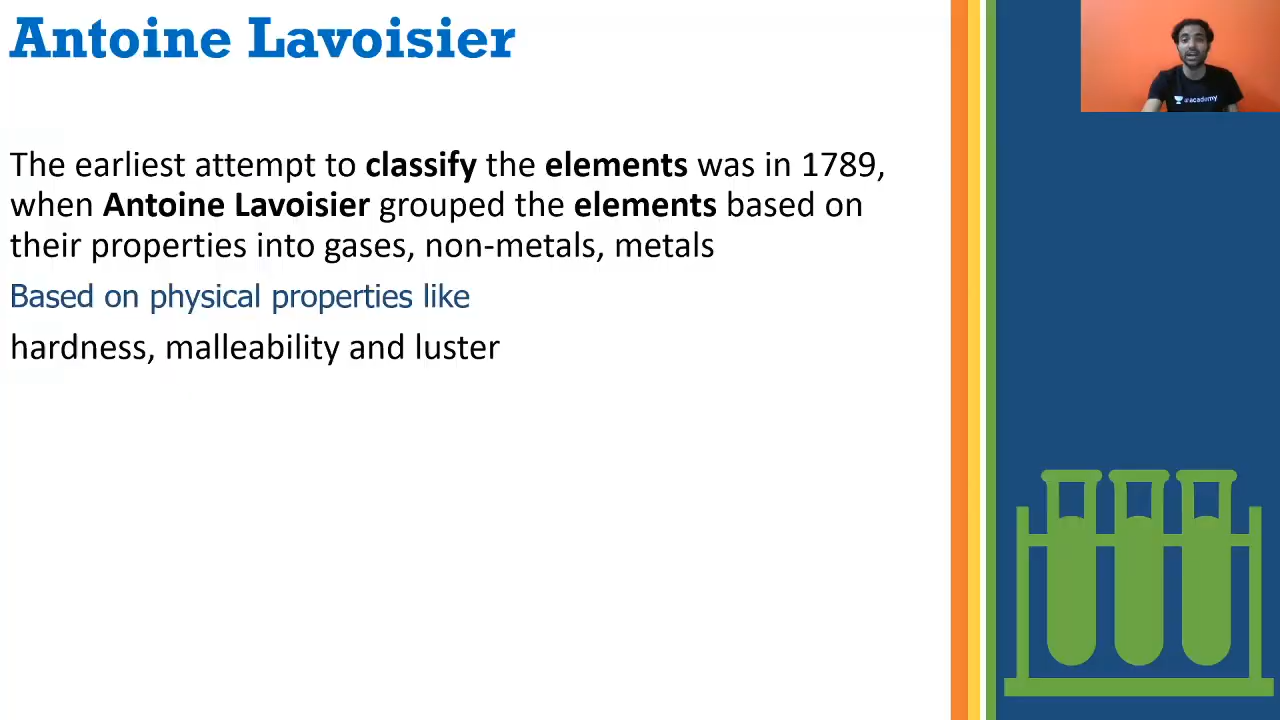 Antoine Lavoisier
The earliest attempt to classify the elements was in 1789,
when Antoine Lavoisier grouped the elements based on
their properties into gases, non-metals, metals
Based on physical properties like
hardness, malleability and luster
unacademy